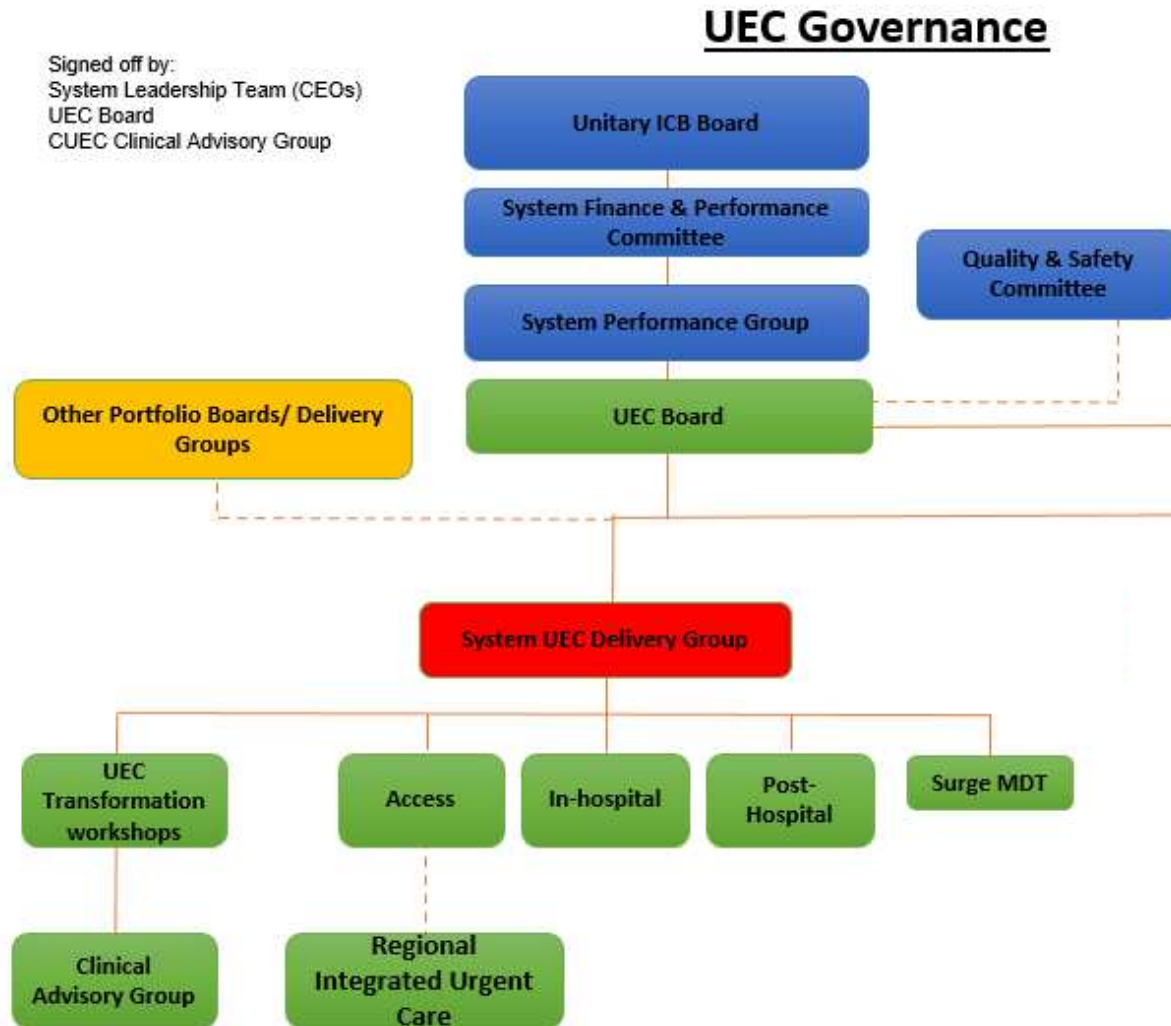 UEC Governance
Signed off by:
System Leadership Team (CEOs)
UEC Board
CUEC Clinical Advisory Group
Unitary ICB Board
System Finance & Performance
Committee
Quality & Safety
Committee
System Performance Group
Other Portfolio Boards/ Delivery
Groups
UEC Board
System UEC Delivery Group
UEC
Transformation
workshops
Access
In-hospital
Post-
Hospital
Surge MDT
Clinical
Advisory Group
Regional
Integrated Urgent
Care